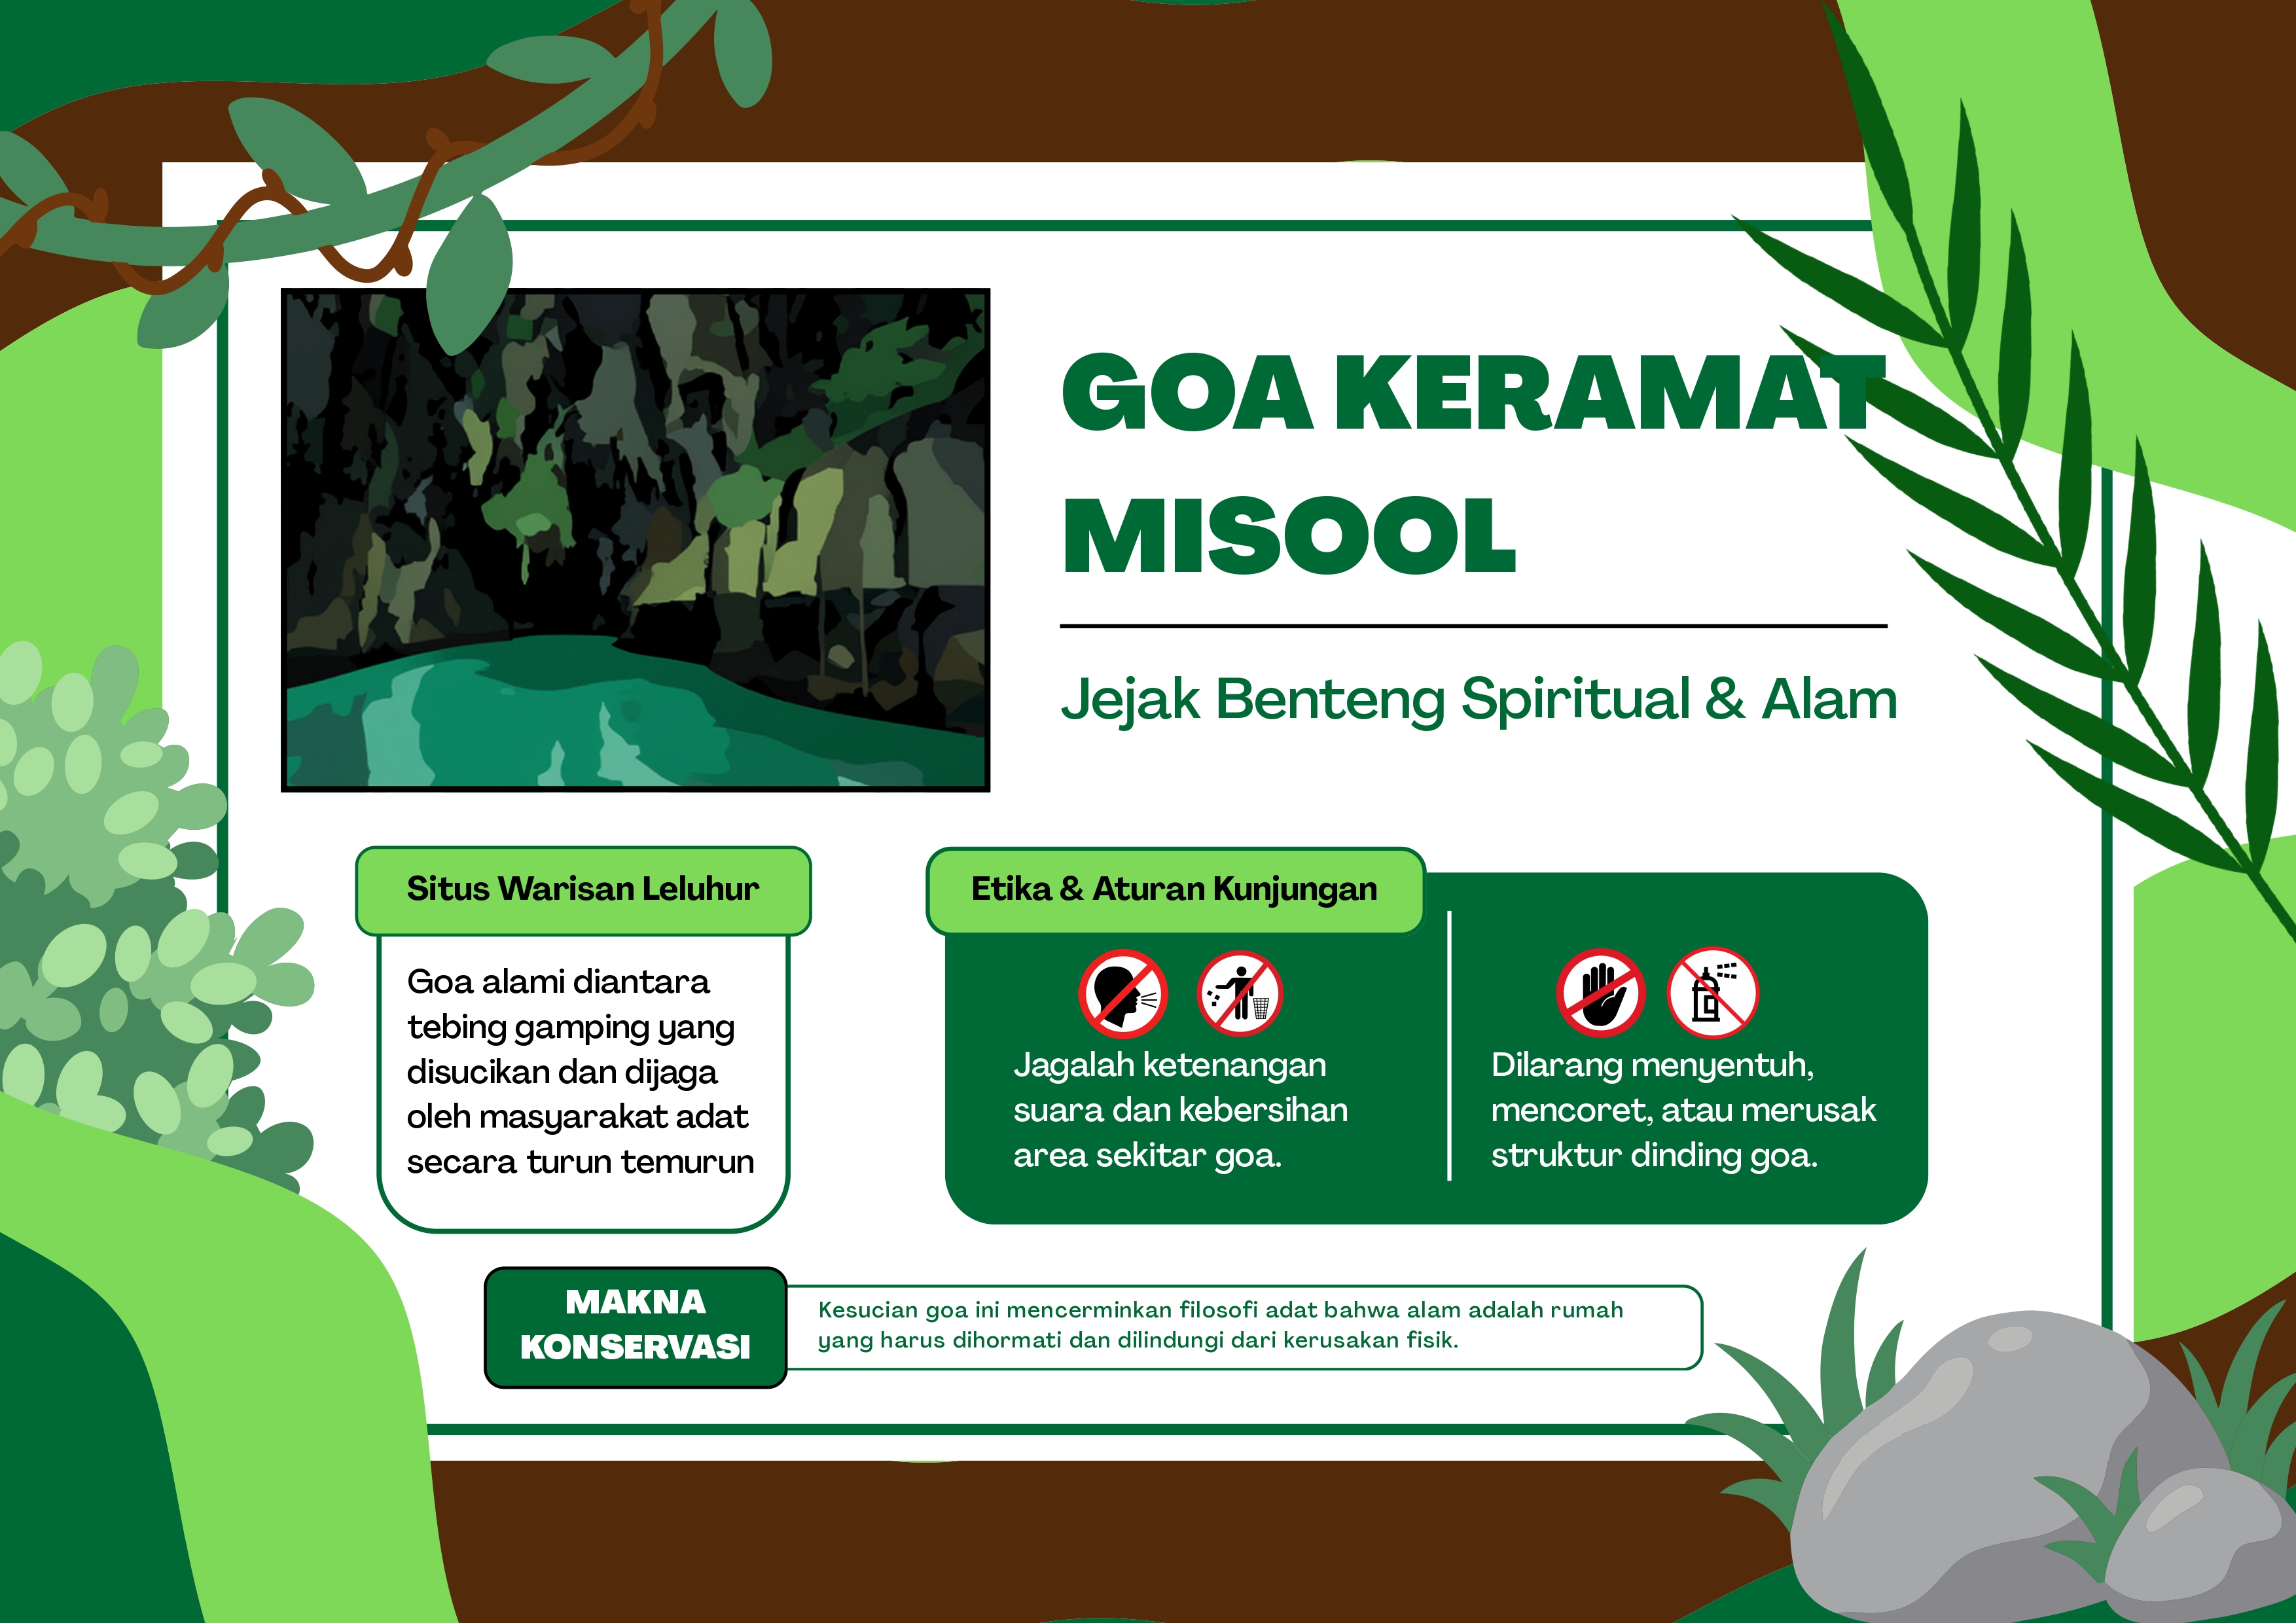 GOA KERAMAT
MISOOL
Jejak Benteng Spiritual & Alam
Situs Warisan Leluhur
Goa alami diantara
tebing gamping yang
disucikan dan dijaga
oleh masyarakat adat
secara turun temurun
Etika & Aturan Kunjungan
Jagalah ketenangan
suara dan kebersihan
area sekitar goa.
Dilarang menyentuh,
mencoret, atau merusak
struktur dinding goa.
MAKNA
KONSERVASI
Kesucian goa ini mencerminkan filosofi adat bahwa alam adalah rumah
yang harus dihormati dan dilindungi dari kerusakan fisik.